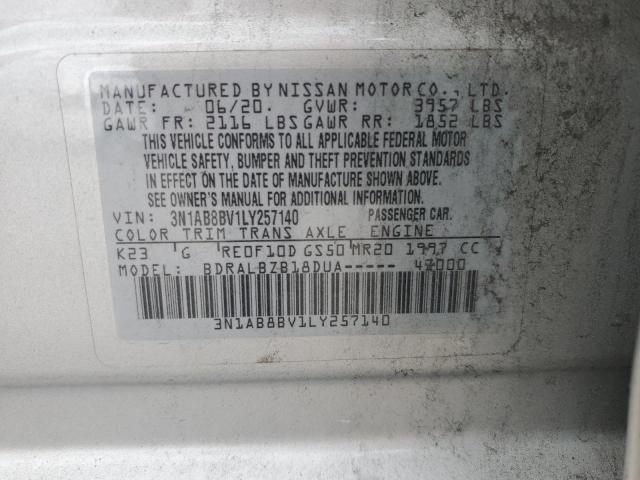 MANUFACTURED BY NISSAN MOTOR CO., LTD.
DATE: 06/20. GVWR: 3957 LBS
GAWR FR: 2116 LBS GAWR RR: 1852 LBS
THIS VEHICLE CONFORMS TO ALL APPLICABLE FEDERAL MOTOR
VEHICLE SAFETY, BUMPER AND THEFT PREVENTION STANDARDS
IN EFFECT ON THE DATE OF MANUFACTURE SHOWN ABOVE.
SEE OWNER'S MANUAL FOR ADDITIONAL INFORMATION.
VIN: 3N1AB8BV1LY257140 PASSENGER CAR.
COLOR TRIM TRANS AXLE ENGINE
K23 G RE0F10D GS50 MR20 1997 CC
MODEL: BDRALBZB18DUA----- 47000
3N1AB8BV1LY257140